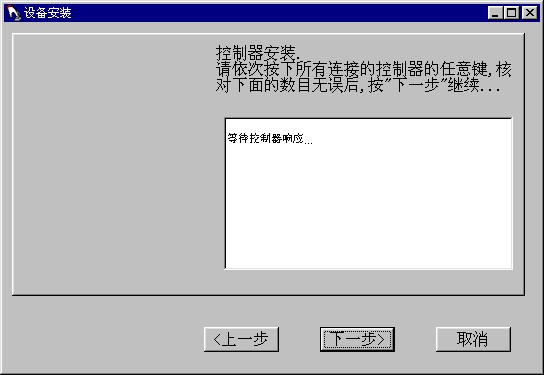 设备安装
控制器安装.
请依次按下所有连接的控制器的任意键,核
对下面的数目无误后,按"下一步"继续...
等待控制器响应...
<上一步 下一步> 取消